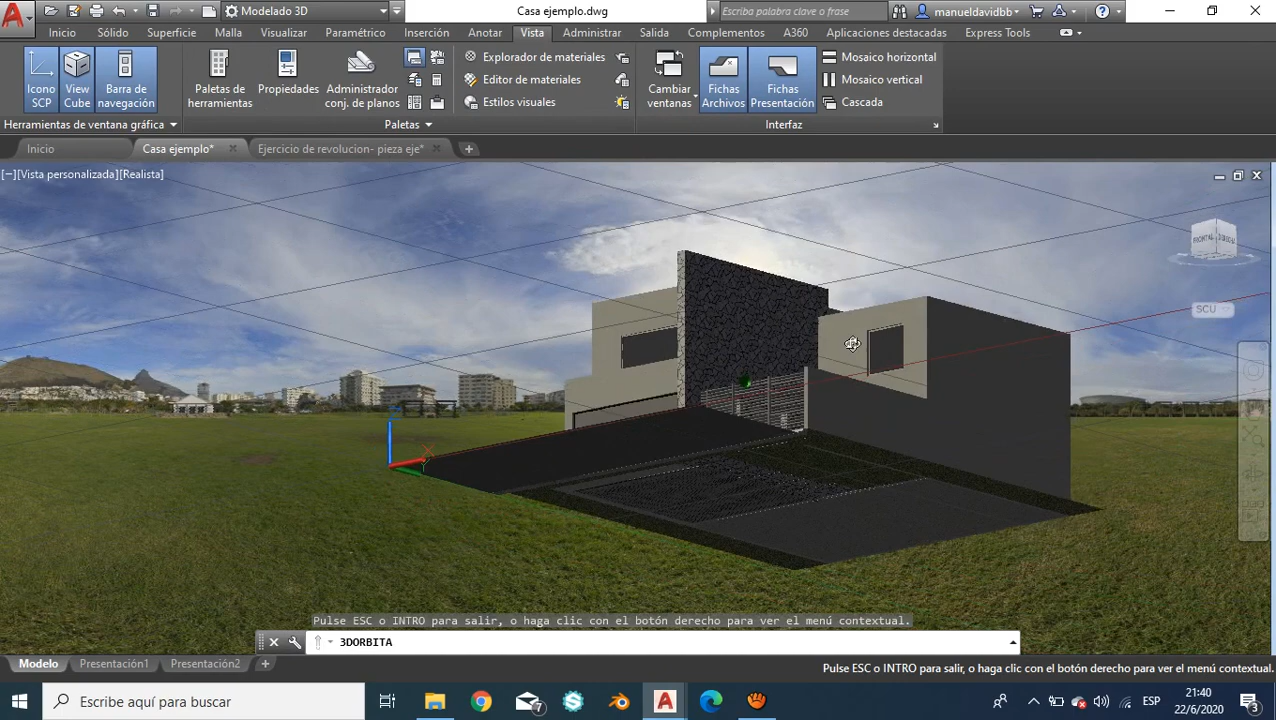 Modelado 3D
Casa ejemplo.dwg
Escriba palabra clave o frase
manueldavidbb
Inicio Sólido Superficie Malla Visualizar Paramétrico Inserción Anotar Vista Administrar Salida Complementos A360 Aplicaciones destacadas Express Tools
Icono SCP
View Cube
Barra de navegación
Paletas de herramientas
Propiedades
Administrador conj. de planos
Explorador de materiales
Editor de materiales
Estilos visuales
Cambiar ventanas
Fichas Archivos
Fichas Presentación
Mosaico horizontal
Mosaico vertical
Cascada
Herramientas de ventana gráfica
Paletas
Interfaz
Inicio
Casa ejemplo*
Ejercicio de revolucion- pieza eje*
[−][Vista personalizada][Realista]
FRONTAL
SCU
X
Y
Pulse ESC o INTRO para salir, o haga clic con el botón derecho para ver el menú contextual.
3DORBITA
Modelo Presentación1 Presentación2
Pulse ESC o INTRO para salir, o haga clic con el botón derecho para ver el menú contextual.
Escribe aquí para buscar
7
ESP
21:40
22/6/2020
3